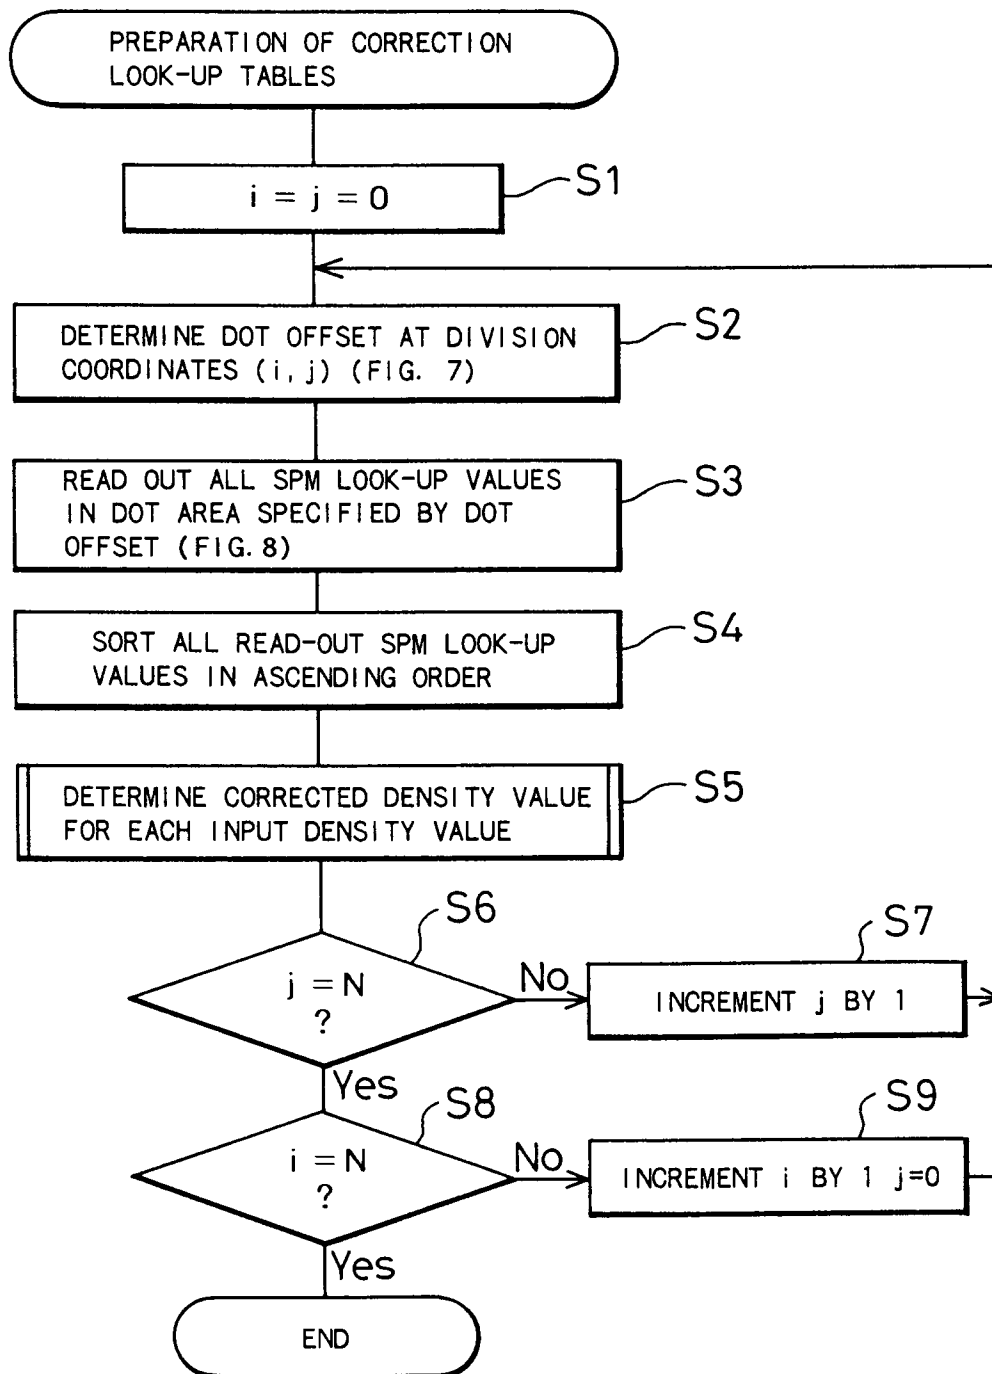 PREPARATION OF CORRECTION
LOOK-UP TABLES
i = j = 0
S1
DETERMINE DOT OFFSET AT DIVISION
COORDINATES (i, j) (FIG. 7)
S2
READ OUT ALL SPM LOOK-UP VALUES
IN DOT AREA SPECIFIED BY DOT
OFFSET (FIG. 8)
S3
SORT ALL READ-OUT SPM LOOK-UP
VALUES IN ASCENDING ORDER
S4
DETERMINE CORRECTED DENSITY VALUE
FOR EACH INPUT DENSITY VALUE
S5
j = N
?
S6
No
INCREMENT j BY 1
S7
Yes
i = N
?
S8
No
INCREMENT i BY 1 j=0
S9
Yes
END